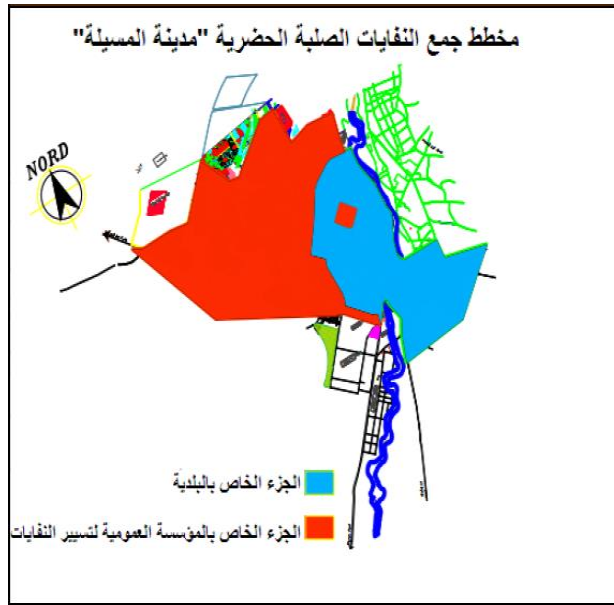 مخطط جمع النفايات الصلبة الحضرية "مدينة المسيلة"
NORD
الجزء الخاص بالبلدية
الجزء الخاص بالمؤسسة العمومية لتسيير النفايات